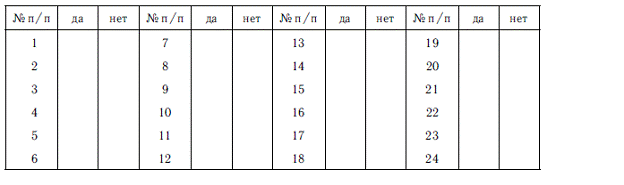 № п/п да нет № п/п да нет № п/п да нет № п/п да нет
1 7 13 19
2 8 14 20
3 9 15 21
4 10 16 22
5 11 17 23
6 12 18 24